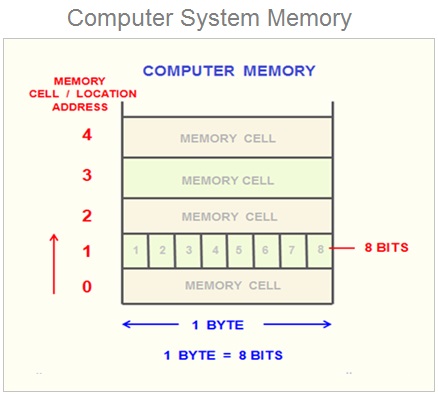 Computer System Memory
COMPUTER MEMORY
MEMORY
CELL / LOCATION
ADDRESS
4 MEMORY CELL
3 MEMORY CELL
2 MEMORY CELL
1 1 2 3 4 5 6 7 8 8 BITS
0 MEMORY CELL
1 BYTE
1 BYTE = 8 BITS